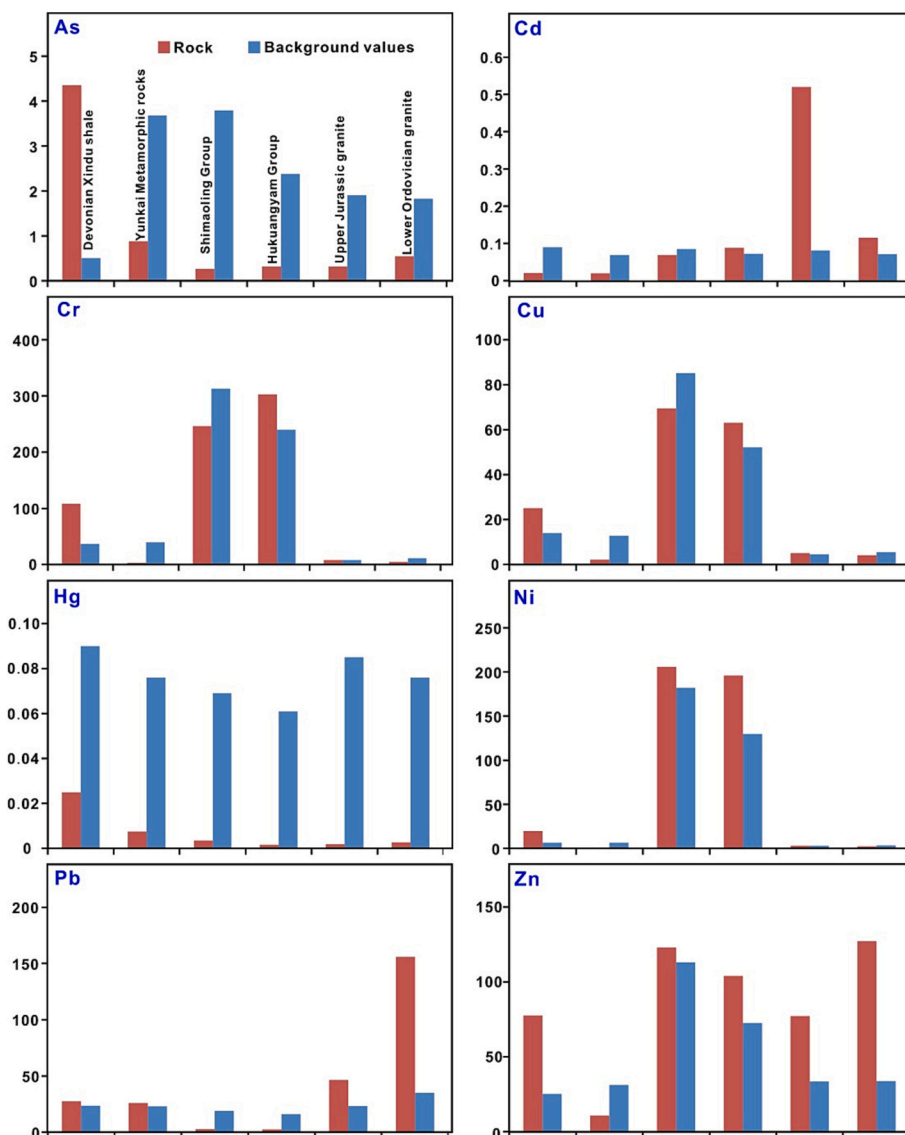 As
Rock
Background values
5
4
3
2
1
0
Devonian Xindu shale
Yunkai Metamorphic rocks
Shimaoling Group
Hukuangyam Group
Upper Jurassic granite
Lower Ordovician granite
Cd
0.6
0.5
0.4
0.3
0.2
0.1
0
Cr
400
300
200
100
0
Cu
100
80
60
40
20
0
Hg
0.10
0.08
0.06
0.04
0.02
0
Ni
250
200
150
100
50
0
Pb
200
150
100
50
0
Zn
150
100
50
0